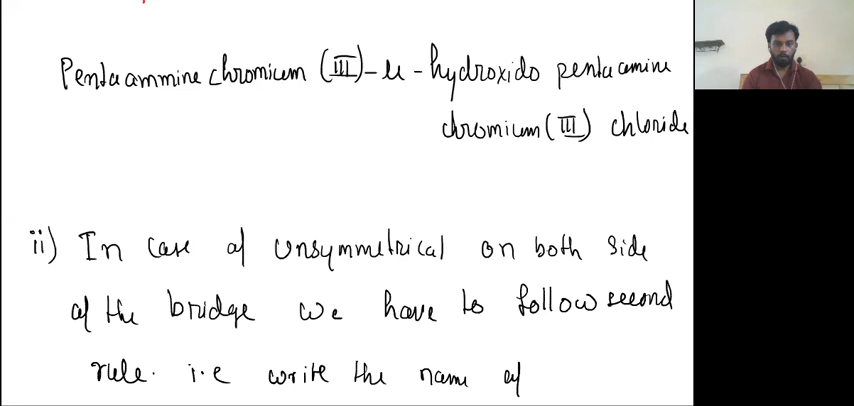 Pentaammine chromium (III) - μ - hydroxido pentaamine
chromium (III) chloride
ii) In case of unsymmetrical on both side
of the bridge we have to follow second
rule. i.e write the name of